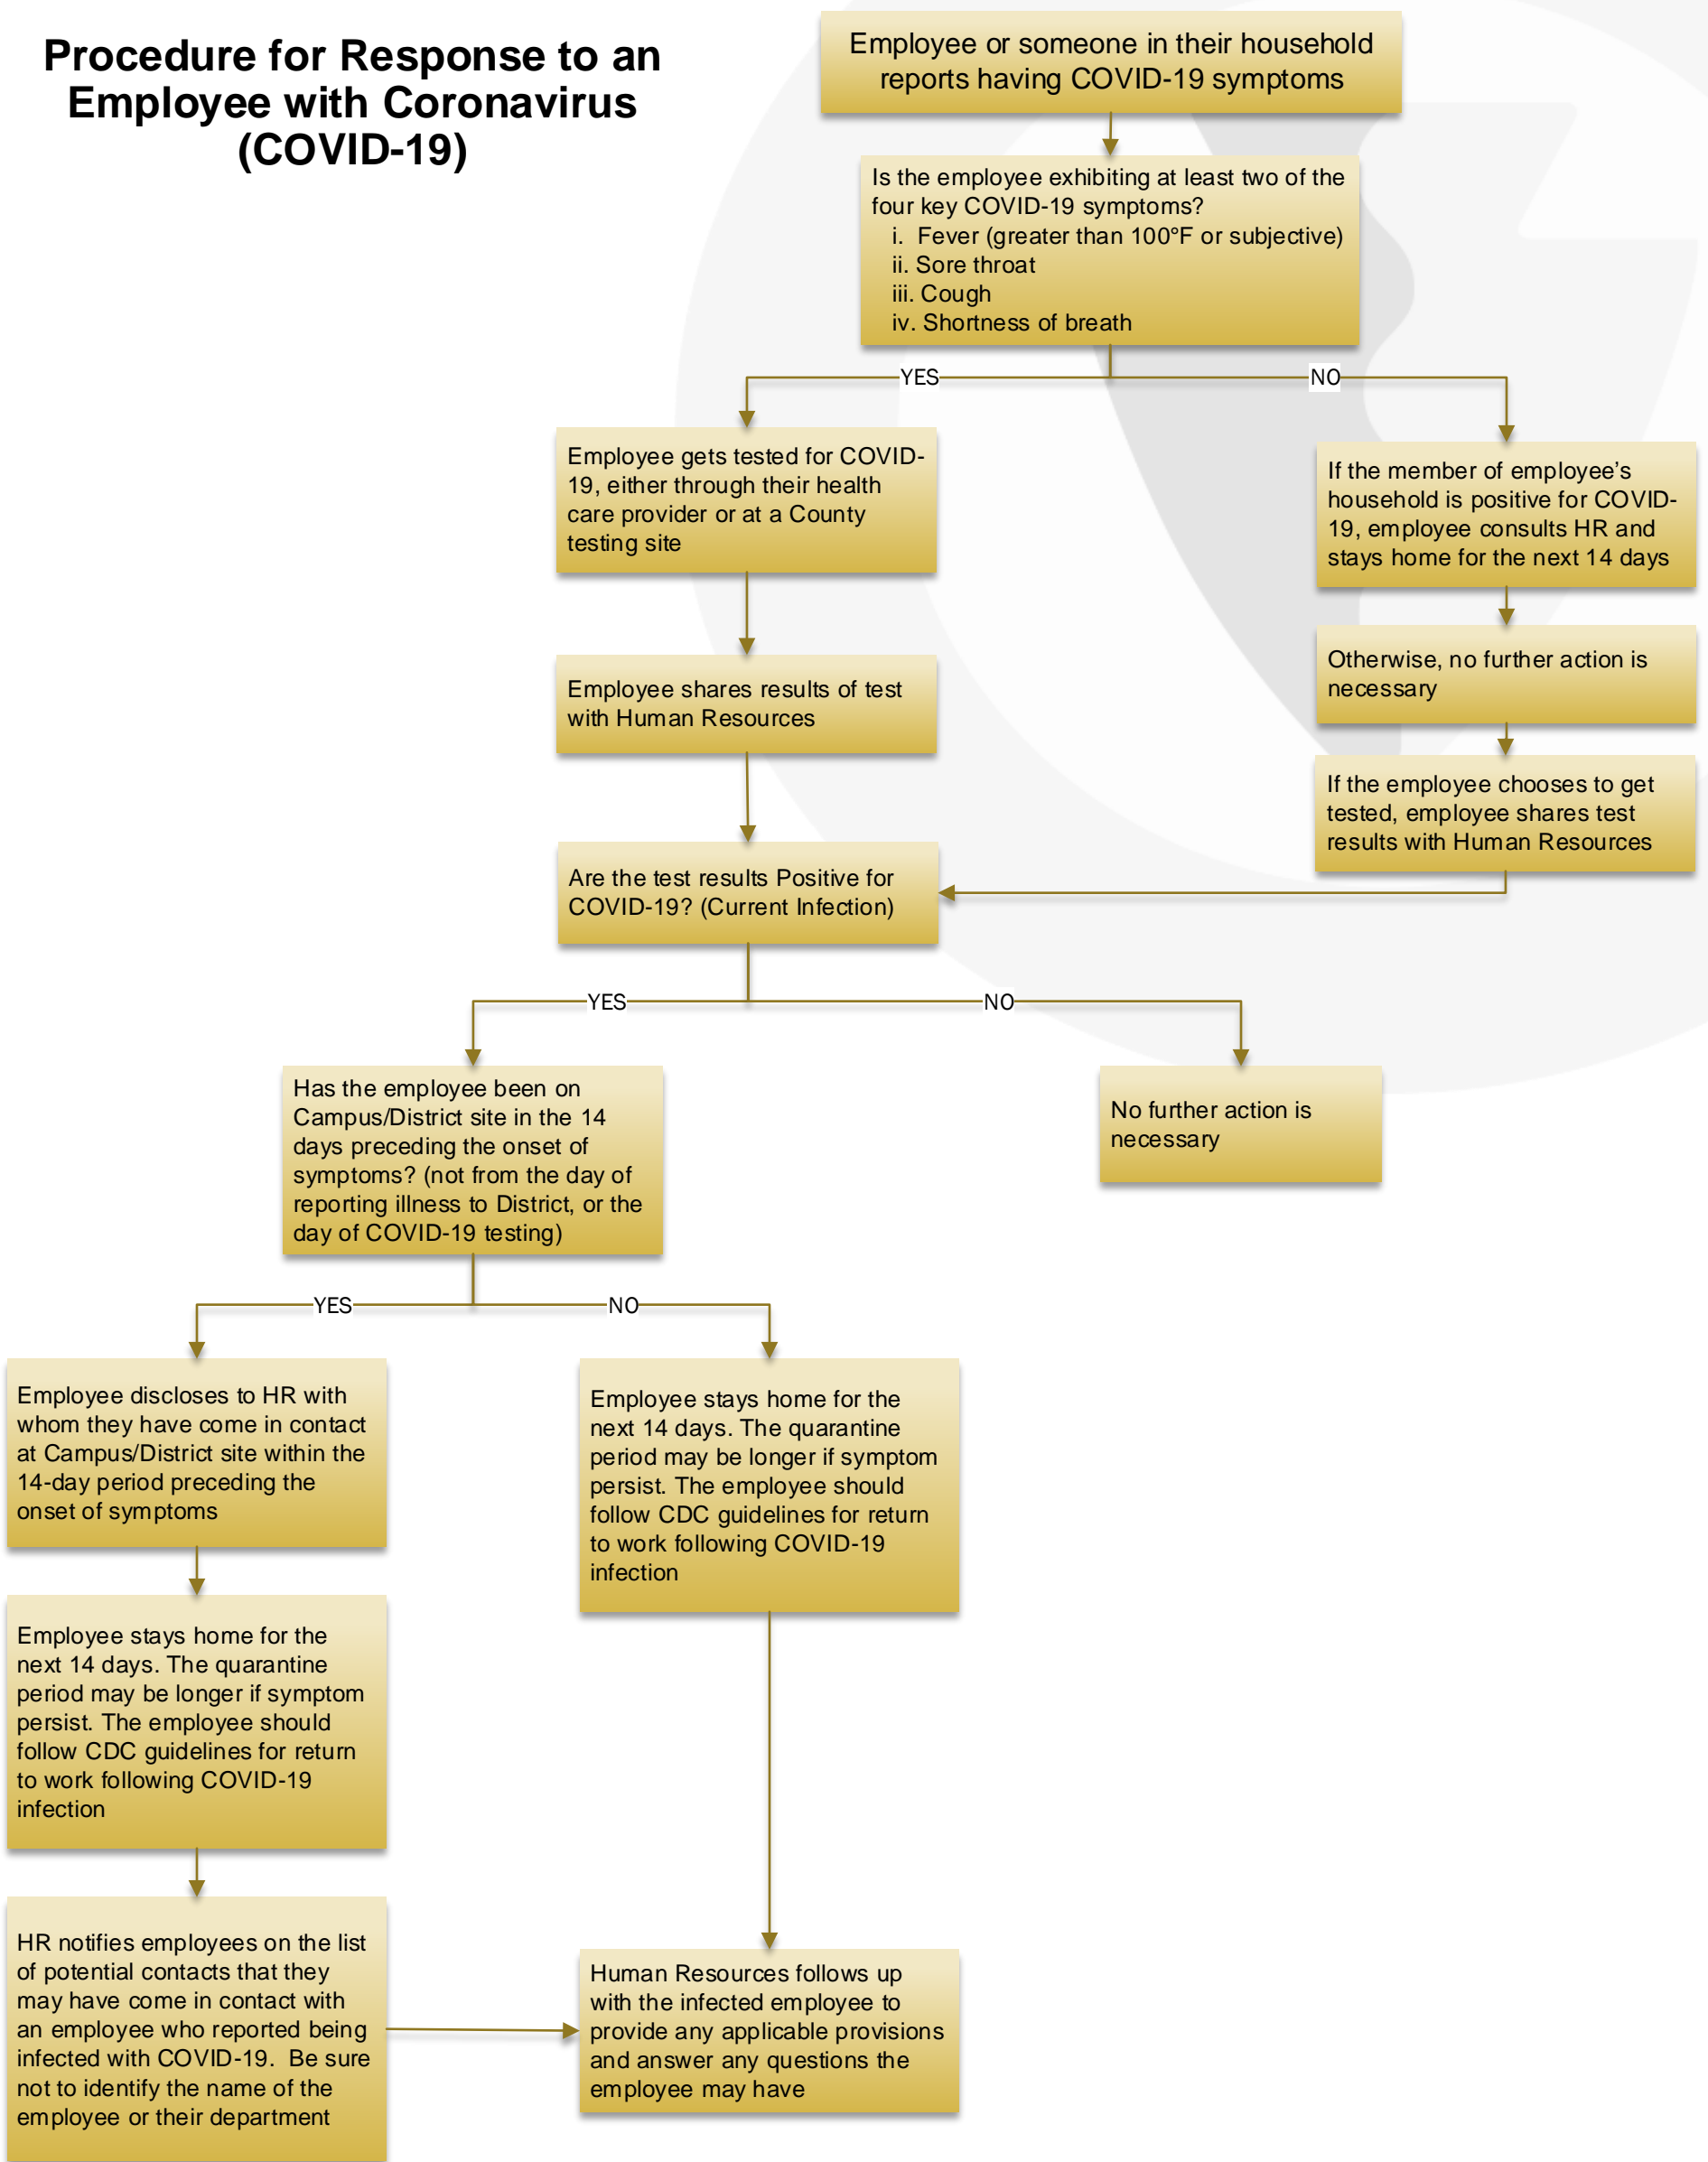 Procedure for Response to an
Employee with Coronavirus
(COVID-19)
Employee or someone in their household
reports having COVID-19 symptoms
Is the employee exhibiting at least two of the
four key COVID-19 symptoms?
i. Fever (greater than 100°F or subjective)
ii. Sore throat
iii. Cough
iv. Shortness of breath
YES
NO
Employee gets tested for COVID-
19, either through their health
care provider or at a County
testing site
If the member of employee’s
household is positive for COVID-
19, employee consults HR and
stays home for the next 14 days
Otherwise, no further action is
necessary
Employee shares results of test
with Human Resources
If the employee chooses to get
tested, employee shares test
results with Human Resources
Are the test results Positive for
COVID-19? (Current Infection)
YES
NO
Has the employee been on
Campus/District site in the 14
days preceding the onset of
symptoms? (not from the day of
reporting illness to District, or the
day of COVID-19 testing)
No further action is
necessary
YES
NO
Employee discloses to HR with
whom they have come in contact
at Campus/District site within the
14-day period preceding the
onset of symptoms
Employee stays home for the
next 14 days. The quarantine
period may be longer if symptom
persist. The employee should
follow CDC guidelines for return
to work following COVID-19
infection
Employee stays home for the
next 14 days. The quarantine
period may be longer if symptom
persist. The employee should
follow CDC guidelines for return
to work following COVID-19
infection
HR notifies employees on the list
of potential contacts that they
may have come in contact with
an employee who reported being
infected with COVID-19. Be sure
not to identify the name of the
employee or their department
Human Resources follows up
with the infected employee to
provide any applicable provisions
and answer any questions the
employee may have